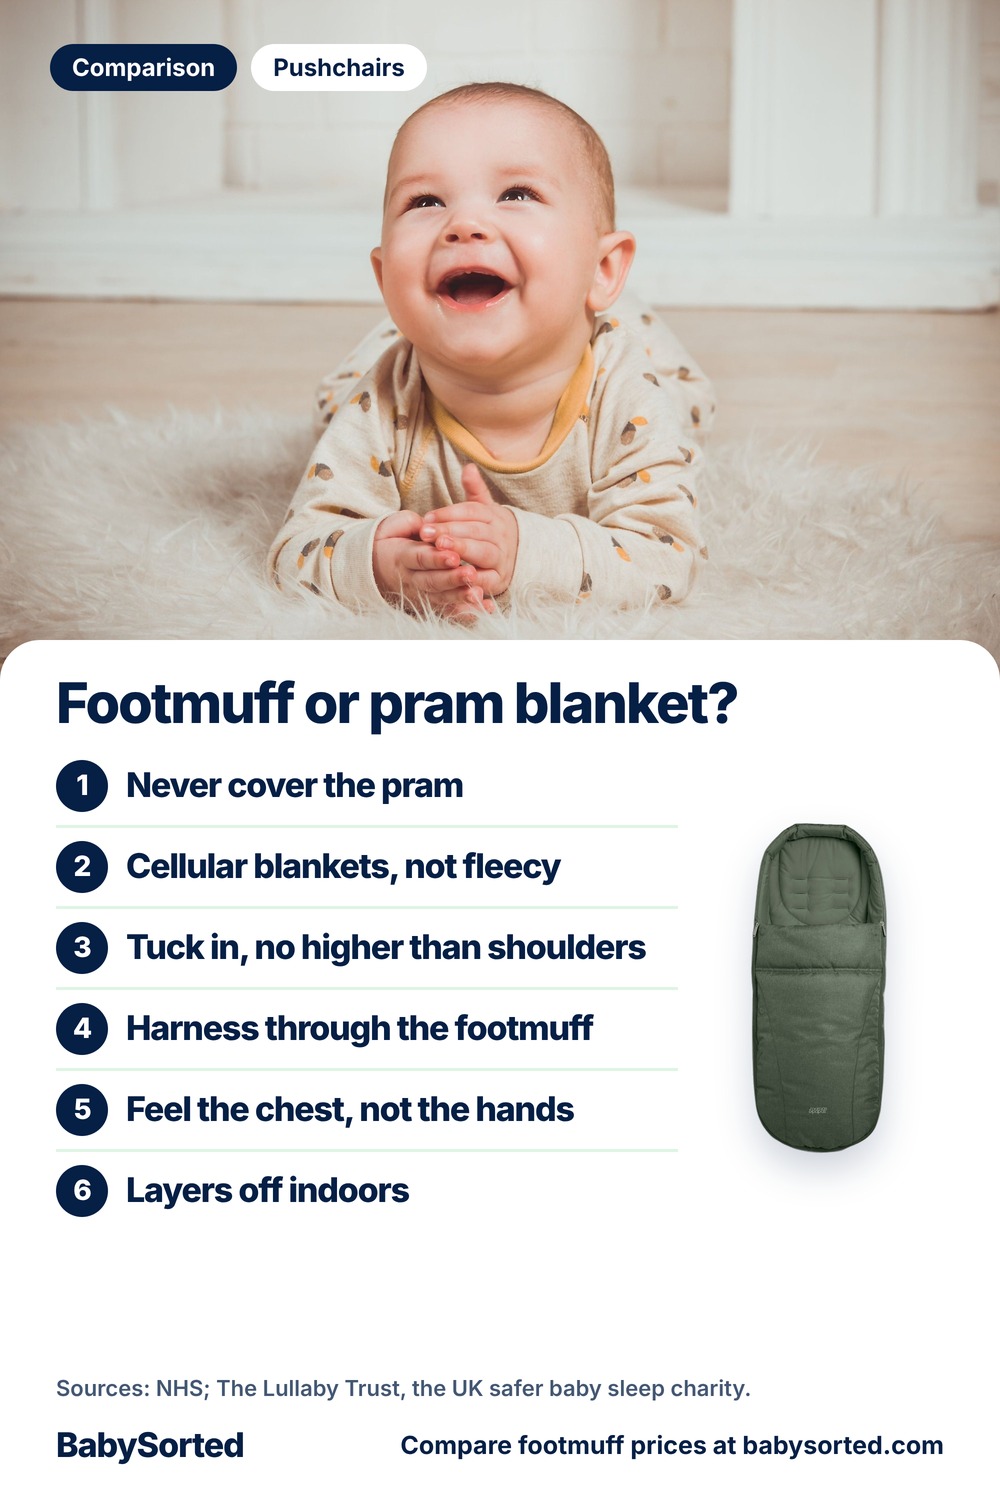 Comparison
Pushchairs
Footmuff or pram blanket?
1 Never cover the pram
2 Cellular blankets, not fleecy
3 Tuck in, no higher than shoulders
4 Harness through the footmuff
5 Feel the chest, not the hands
6 Layers off indoors
Sources: NHS; The Lullaby Trust, the UK safer baby sleep charity.
BabySorted
Compare footmuff prices at babysorted.com